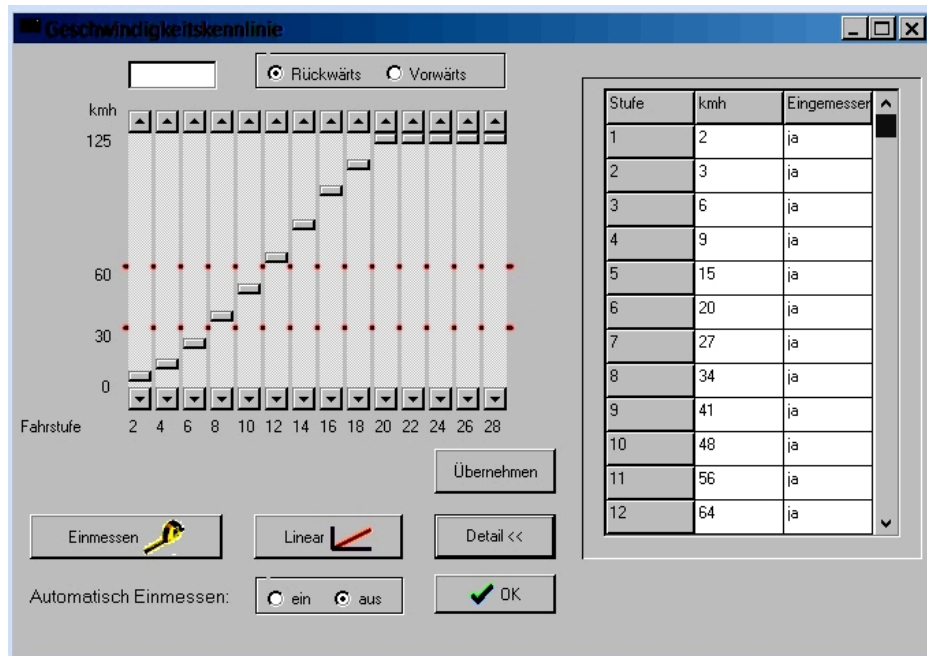 Geschwindigkeitskennlinie
Rückwärts Vorwärts
kmh
125
60
30
0
Fahrstufe 2 4 6 8 10 12 14 16 18 20 22 24 26 28
Übernehmen
Einmessen Linear Detail <<
Automatisch Einmessen: ein aus OK
Stufe kmh Eingemessen
1 2 ja
2 3 ja
3 6 ja
4 9 ja
5 15 ja
6 20 ja
7 27 ja
8 34 ja
9 41 ja
10 48 ja
11 56 ja
12 64 ja